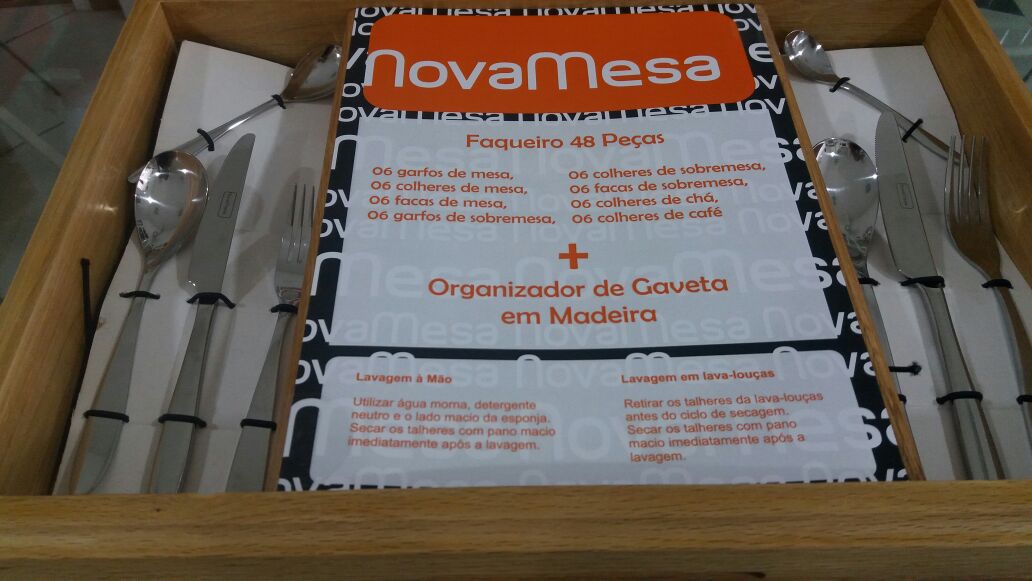 NovaMesa
Faqueiro 48 Peças
06 garfos de mesa,
06 colheres de mesa,
06 facas de mesa,
06 garfos de sobremesa,
06 colheres de sobremesa,
06 facas de sobremesa,
06 colheres de chá,
06 colheres de café
+
Organizador de Gaveta
em Madeira
Lavagem à Mão
Utilizar água morna, detergente
neutro e o lado macio da esponja.
Secar os talheres com pano macio
imediatamente após a lavagem.
Lavagem em lava-louças
Retirar os talheres da lava-louças
antes do ciclo de secagem.
Secar os talheres com pano
macio imediatamente após a
lavagem.